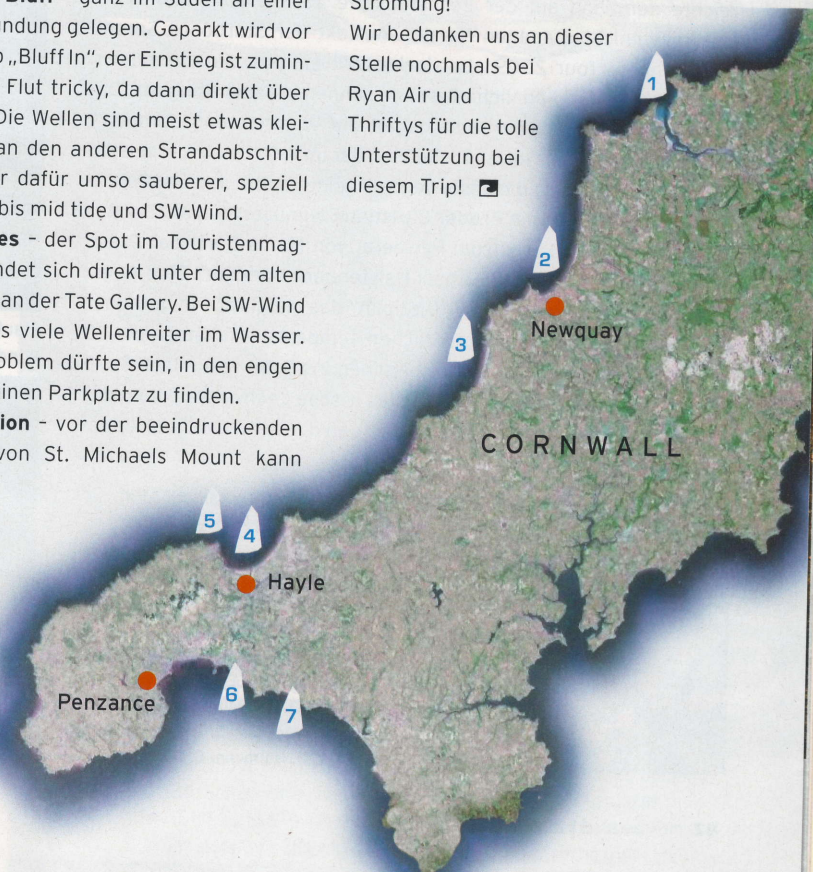 Bluff – ganz im Süden an einer
ndung gelegen. Geparkt wird vor
„Bluff In“, der Einstieg ist zumin-
Flut tricky, da dann direkt über
Die Wellen sind meist etwas klei-
an den anderen Strandabschnit-
r dafür umso sauberer, speziell
bis mid tide und SW-Wind.
es – der Spot im Touristenmag-
ndet sich direkt unter dem alten
an der Tate Gallery. Bei SW-Wind
s viele Wellenreiter im Wasser.
oblem dürfte sein, in den engen
inen Parkplatz zu finden.
ion – vor der beeindruckenden
von St. Michaels Mount kann
Strömung!
Wir bedanken uns an dieser
Stelle nochmals bei
Ryan Air und
Thriftys für die tolle
Unterstützung bei
diesem Trip!
1
2
Newquay
3
CORNWALL
5
4
Hayle
Penzance
6
7